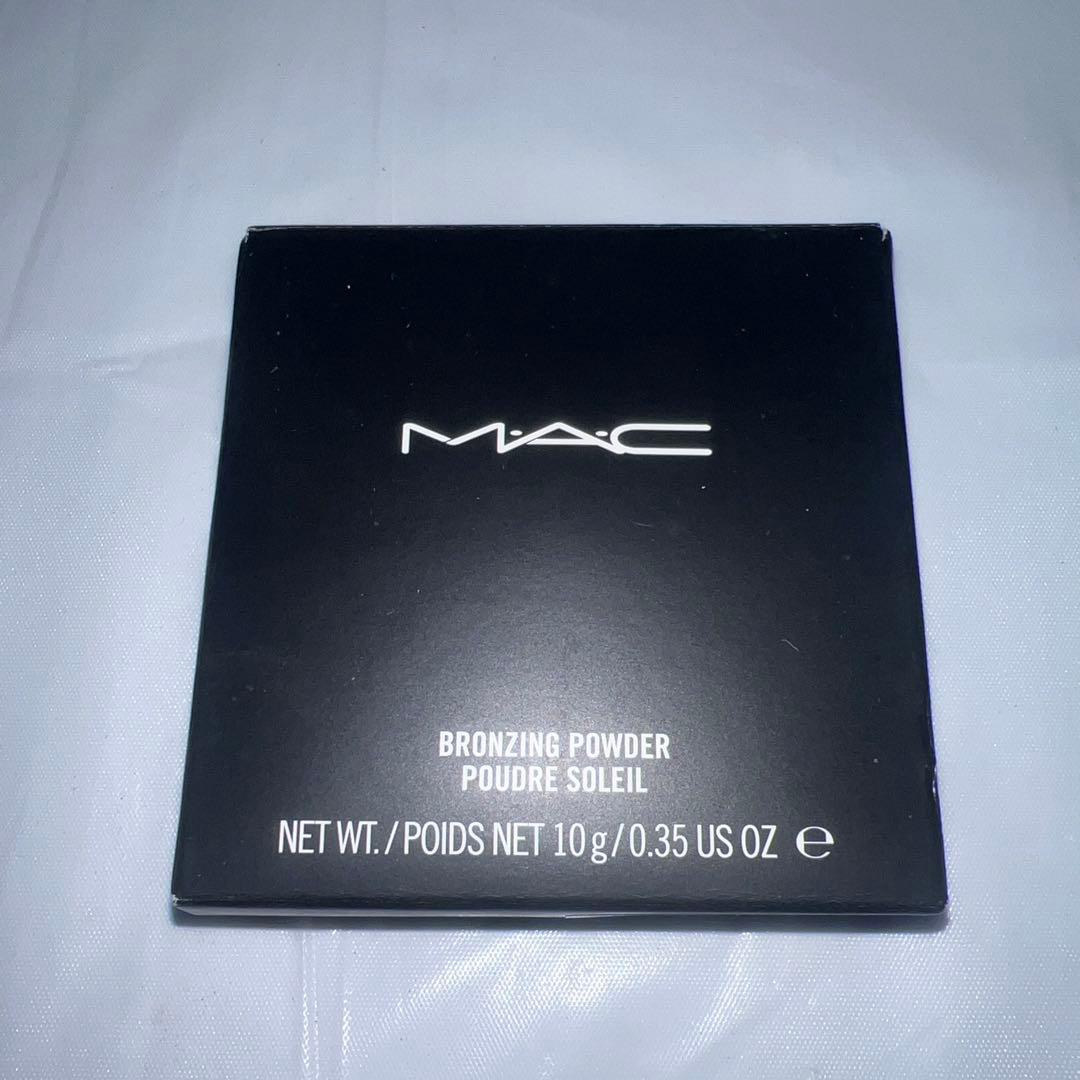 M·A·C
BRONZING POWDER
POUDRE SOLEIL
NET WT. / POIDS NET 10 g / 0.35 US OZ ℮